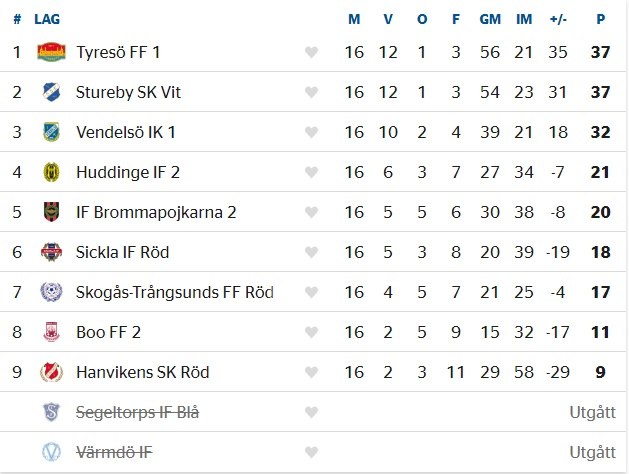 # LAG M V O F GM IM +/- P
1 Tyresö FF 1 16 12 1 3 56 21 35 37
2 Stureby SK Vit 16 12 1 3 54 23 31 37
3 Vendelsö IK 1 16 10 2 4 39 21 18 32
4 Huddinge IF 2 16 6 3 7 27 34 -7 21
5 IF Brommapojkarna 2 16 5 5 6 30 38 -8 20
6 Sickla IF Röd 16 5 3 8 20 39 -19 18
7 Skogås-Trångsunds FF Röd 16 4 5 7 21 25 -4 17
8 Boo FF 2 16 2 5 9 15 32 -17 11
9 Hanvikens SK Röd 16 2 3 11 29 58 -29 9
Segeltorps IF Blå Utgått
Värmdö IF Utgått